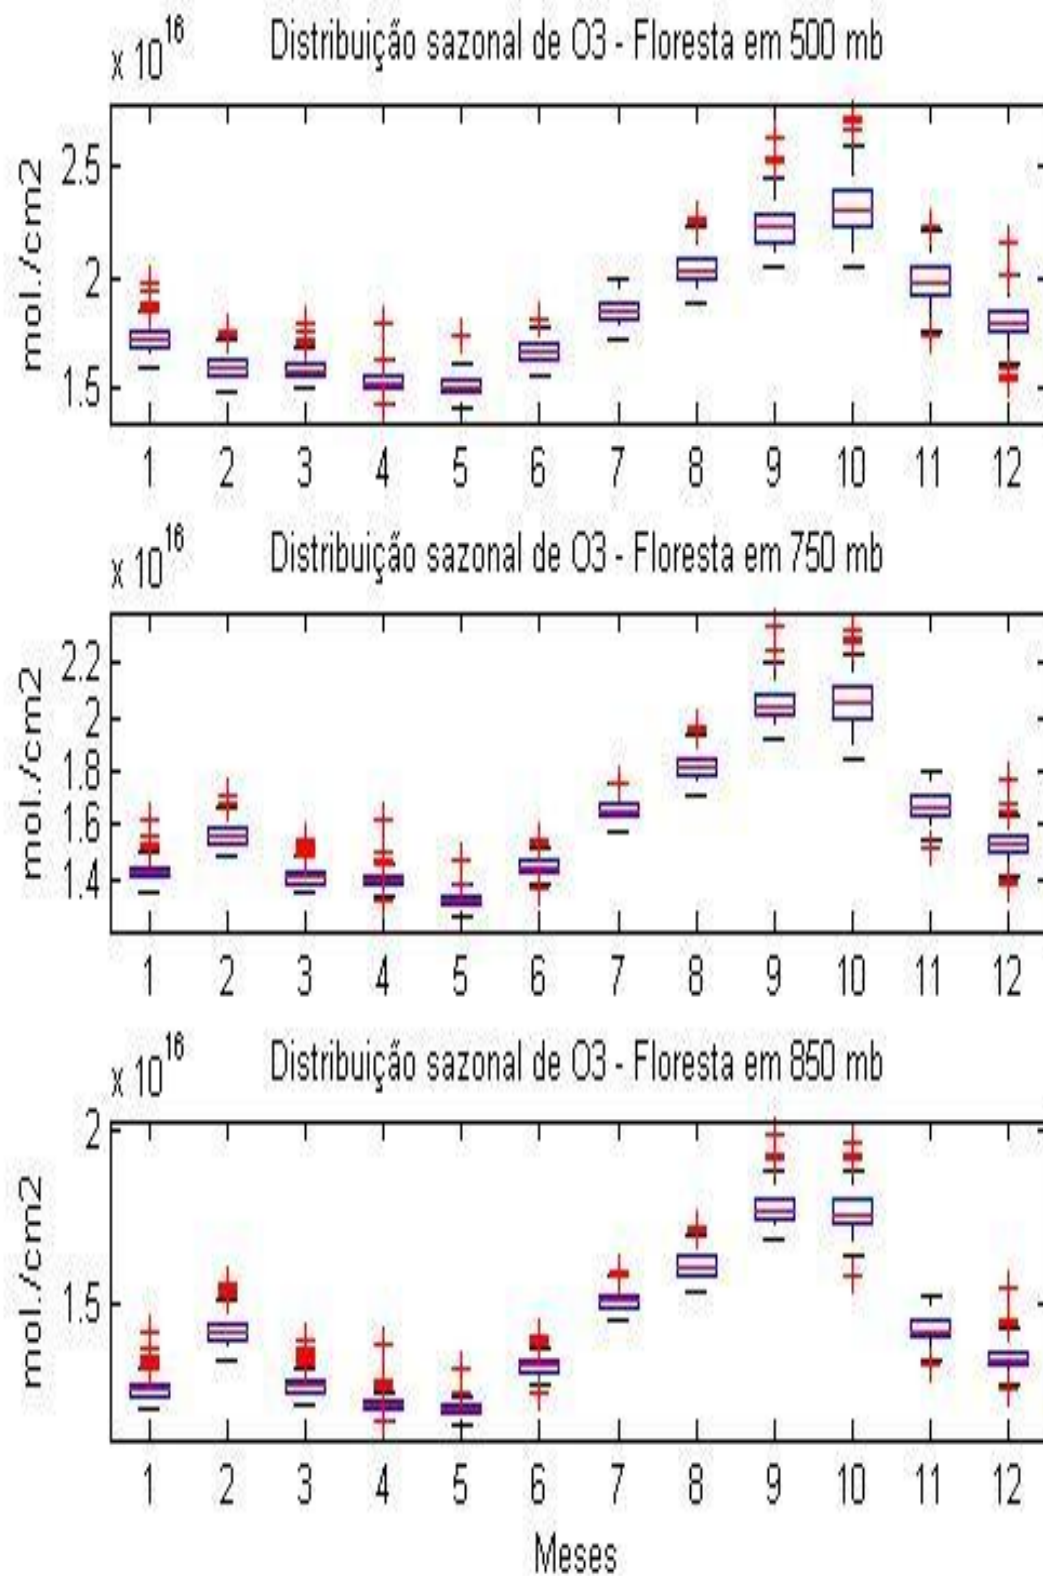 x 10^16
Distribuição sazonal de O3 - Floresta em 500 mb
mol./cm2
2.5
2
1.5
1 2 3 4 5 6 7 8 9 10 11 12
x 10^16
Distribuição sazonal de O3 - Floresta em 750 mb
mol./cm2
2.2
2
1.8
1.6
1.4
1 2 3 4 5 6 7 8 9 10 11 12
x 10^16
Distribuição sazonal de O3 - Floresta em 850 mb
mol./cm2
2
1.5
1 2 3 4 5 6 7 8 9 10 11 12
Meses